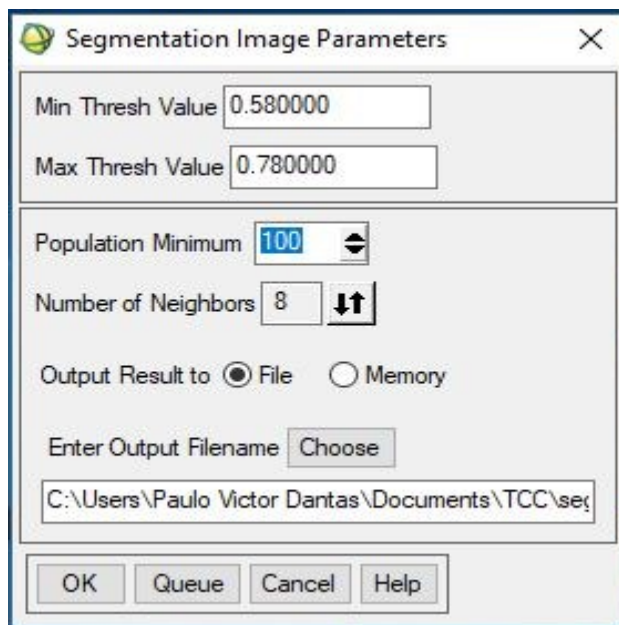 Segmentation Image Parameters
Min Thresh Value 0.580000
Max Thresh Value 0.780000
Population Minimum 100
Number of Neighbors 8
Output Result to File Memory
Enter Output Filename Choose
C:\Users\Paulo Victor Dantas\Documents\TCC\seg
OK Queue Cancel Help